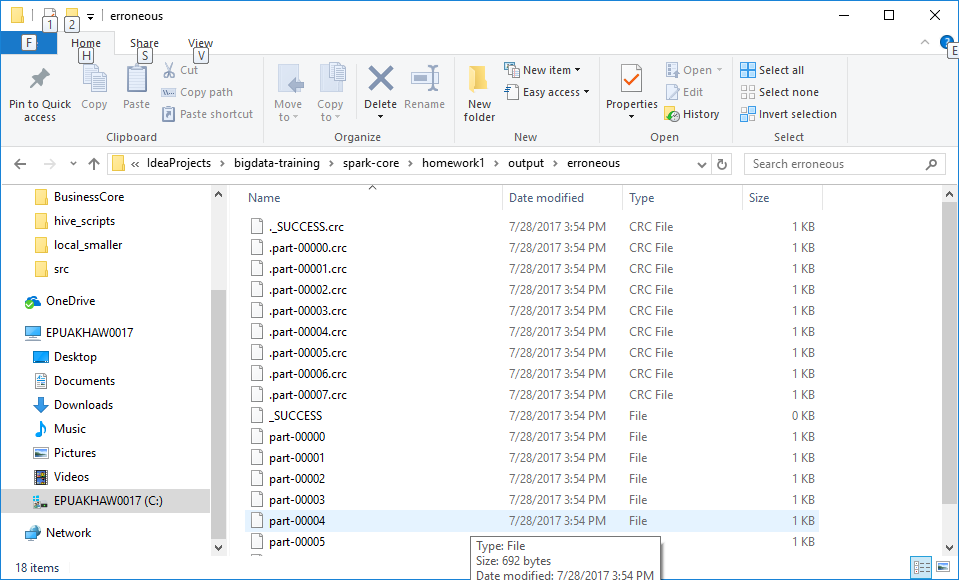 erroneous
1 2
F Home Share View
H S V E
Pin to Quick access
Copy
Paste
Cut
Copy path
Paste shortcut
Clipboard
Move to
Copy to
Delete
Rename
Organize
New folder
New item
Easy access
New
Properties
Open
Edit
History
Open
Select all
Select none
Invert selection
Select
« IdeaProjects > bigdata-training > spark-core > homework1 > output > erroneous
Search erroneous
BusinessCore
hive_scripts
local_smaller
src
OneDrive
EPUAKHAW0017
Desktop
Documents
Downloads
Music
Pictures
Videos
EPUAKHAW0017 (C:)
Network
Name Date modified Type Size
._SUCCESS.crc 7/28/2017 3:54 PM CRC File 1 KB
.part-00000.crc 7/28/2017 3:54 PM CRC File 1 KB
.part-00001.crc 7/28/2017 3:54 PM CRC File 1 KB
.part-00002.crc 7/28/2017 3:54 PM CRC File 1 KB
.part-00003.crc 7/28/2017 3:54 PM CRC File 1 KB
.part-00004.crc 7/28/2017 3:54 PM CRC File 1 KB
.part-00005.crc 7/28/2017 3:54 PM CRC File 1 KB
.part-00006.crc 7/28/2017 3:54 PM CRC File 1 KB
.part-00007.crc 7/28/2017 3:54 PM CRC File 1 KB
_SUCCESS 7/28/2017 3:54 PM File 0 KB
part-00000 7/28/2017 3:54 PM File 1 KB
part-00001 7/28/2017 3:54 PM File 1 KB
part-00002 7/28/2017 3:54 PM File 1 KB
part-00003 7/28/2017 3:54 PM File 1 KB
part-00004 7/28/2017 3:54 PM File 1 KB
part-00005 7/28/2017 3:54 PM File 1 KB
Type: File
Size: 692 bytes
Date modified: 7/28/2017 3:54 PM
18 items